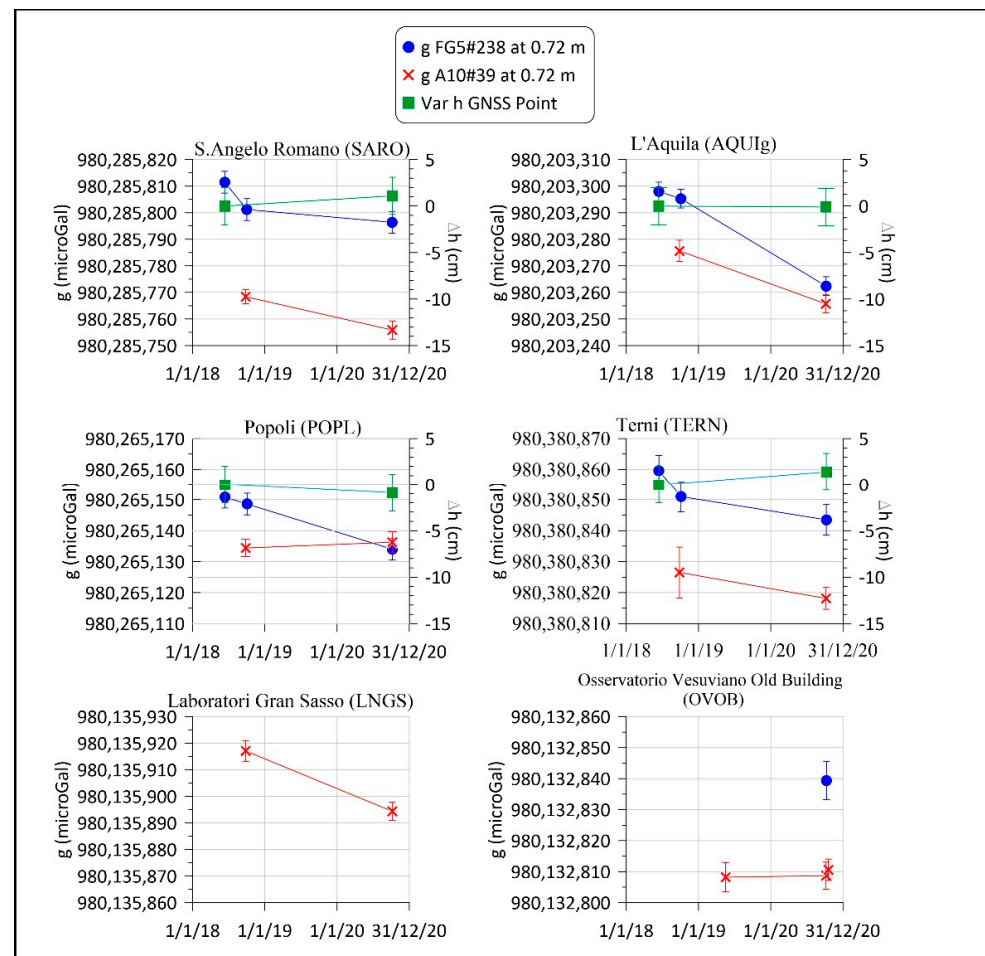 g FG5#238 at 0.72 m
g A10#39 at 0.72 m
Var h GNSS Point
S.Angelo Romano (SARO)
980,285,820
980,285,810
980,285,800
980,285,790
980,285,780
980,285,770
980,285,760
980,285,750
g (microGal)
5
0
-5
-10
-15
Δh (cm)
1/1/18 1/1/19 1/1/20 31/12/20
L'Aquila (AQUIg)
980,203,310
980,203,300
980,203,290
980,203,280
980,203,270
980,203,260
980,203,250
980,203,240
g (microGal)
5
0
-5
-10
-15
Δh (cm)
1/1/18 1/1/19 1/1/20 31/12/20
Popoli (POPL)
980,265,170
980,265,160
980,265,150
980,265,140
980,265,130
980,265,120
980,265,110
g (microGal)
5
0
-5
-10
-15
Δh (cm)
1/1/18 1/1/19 1/1/20 31/12/20
Terni (TERN)
980,380,870
980,380,860
980,380,850
980,380,840
980,380,830
980,380,820
980,380,810
g (microGal)
5
0
-5
-10
-15
Δh (cm)
1/1/18 1/1/19 1/1/20 31/12/20
Laboratori Gran Sasso (LNGS)
980,135,930
980,135,920
980,135,910
980,135,900
980,135,890
980,135,880
980,135,870
980,135,860
g (microGal)
1/1/18 1/1/19 1/1/20 31/12/20
Osservatorio Vesuviano Old Building
(OVOB)
980,132,860
980,132,850
980,132,840
980,132,830
980,132,820
980,132,810
980,132,800
g (microGal)
1/1/18 1/1/19 1/1/20 31/12/20